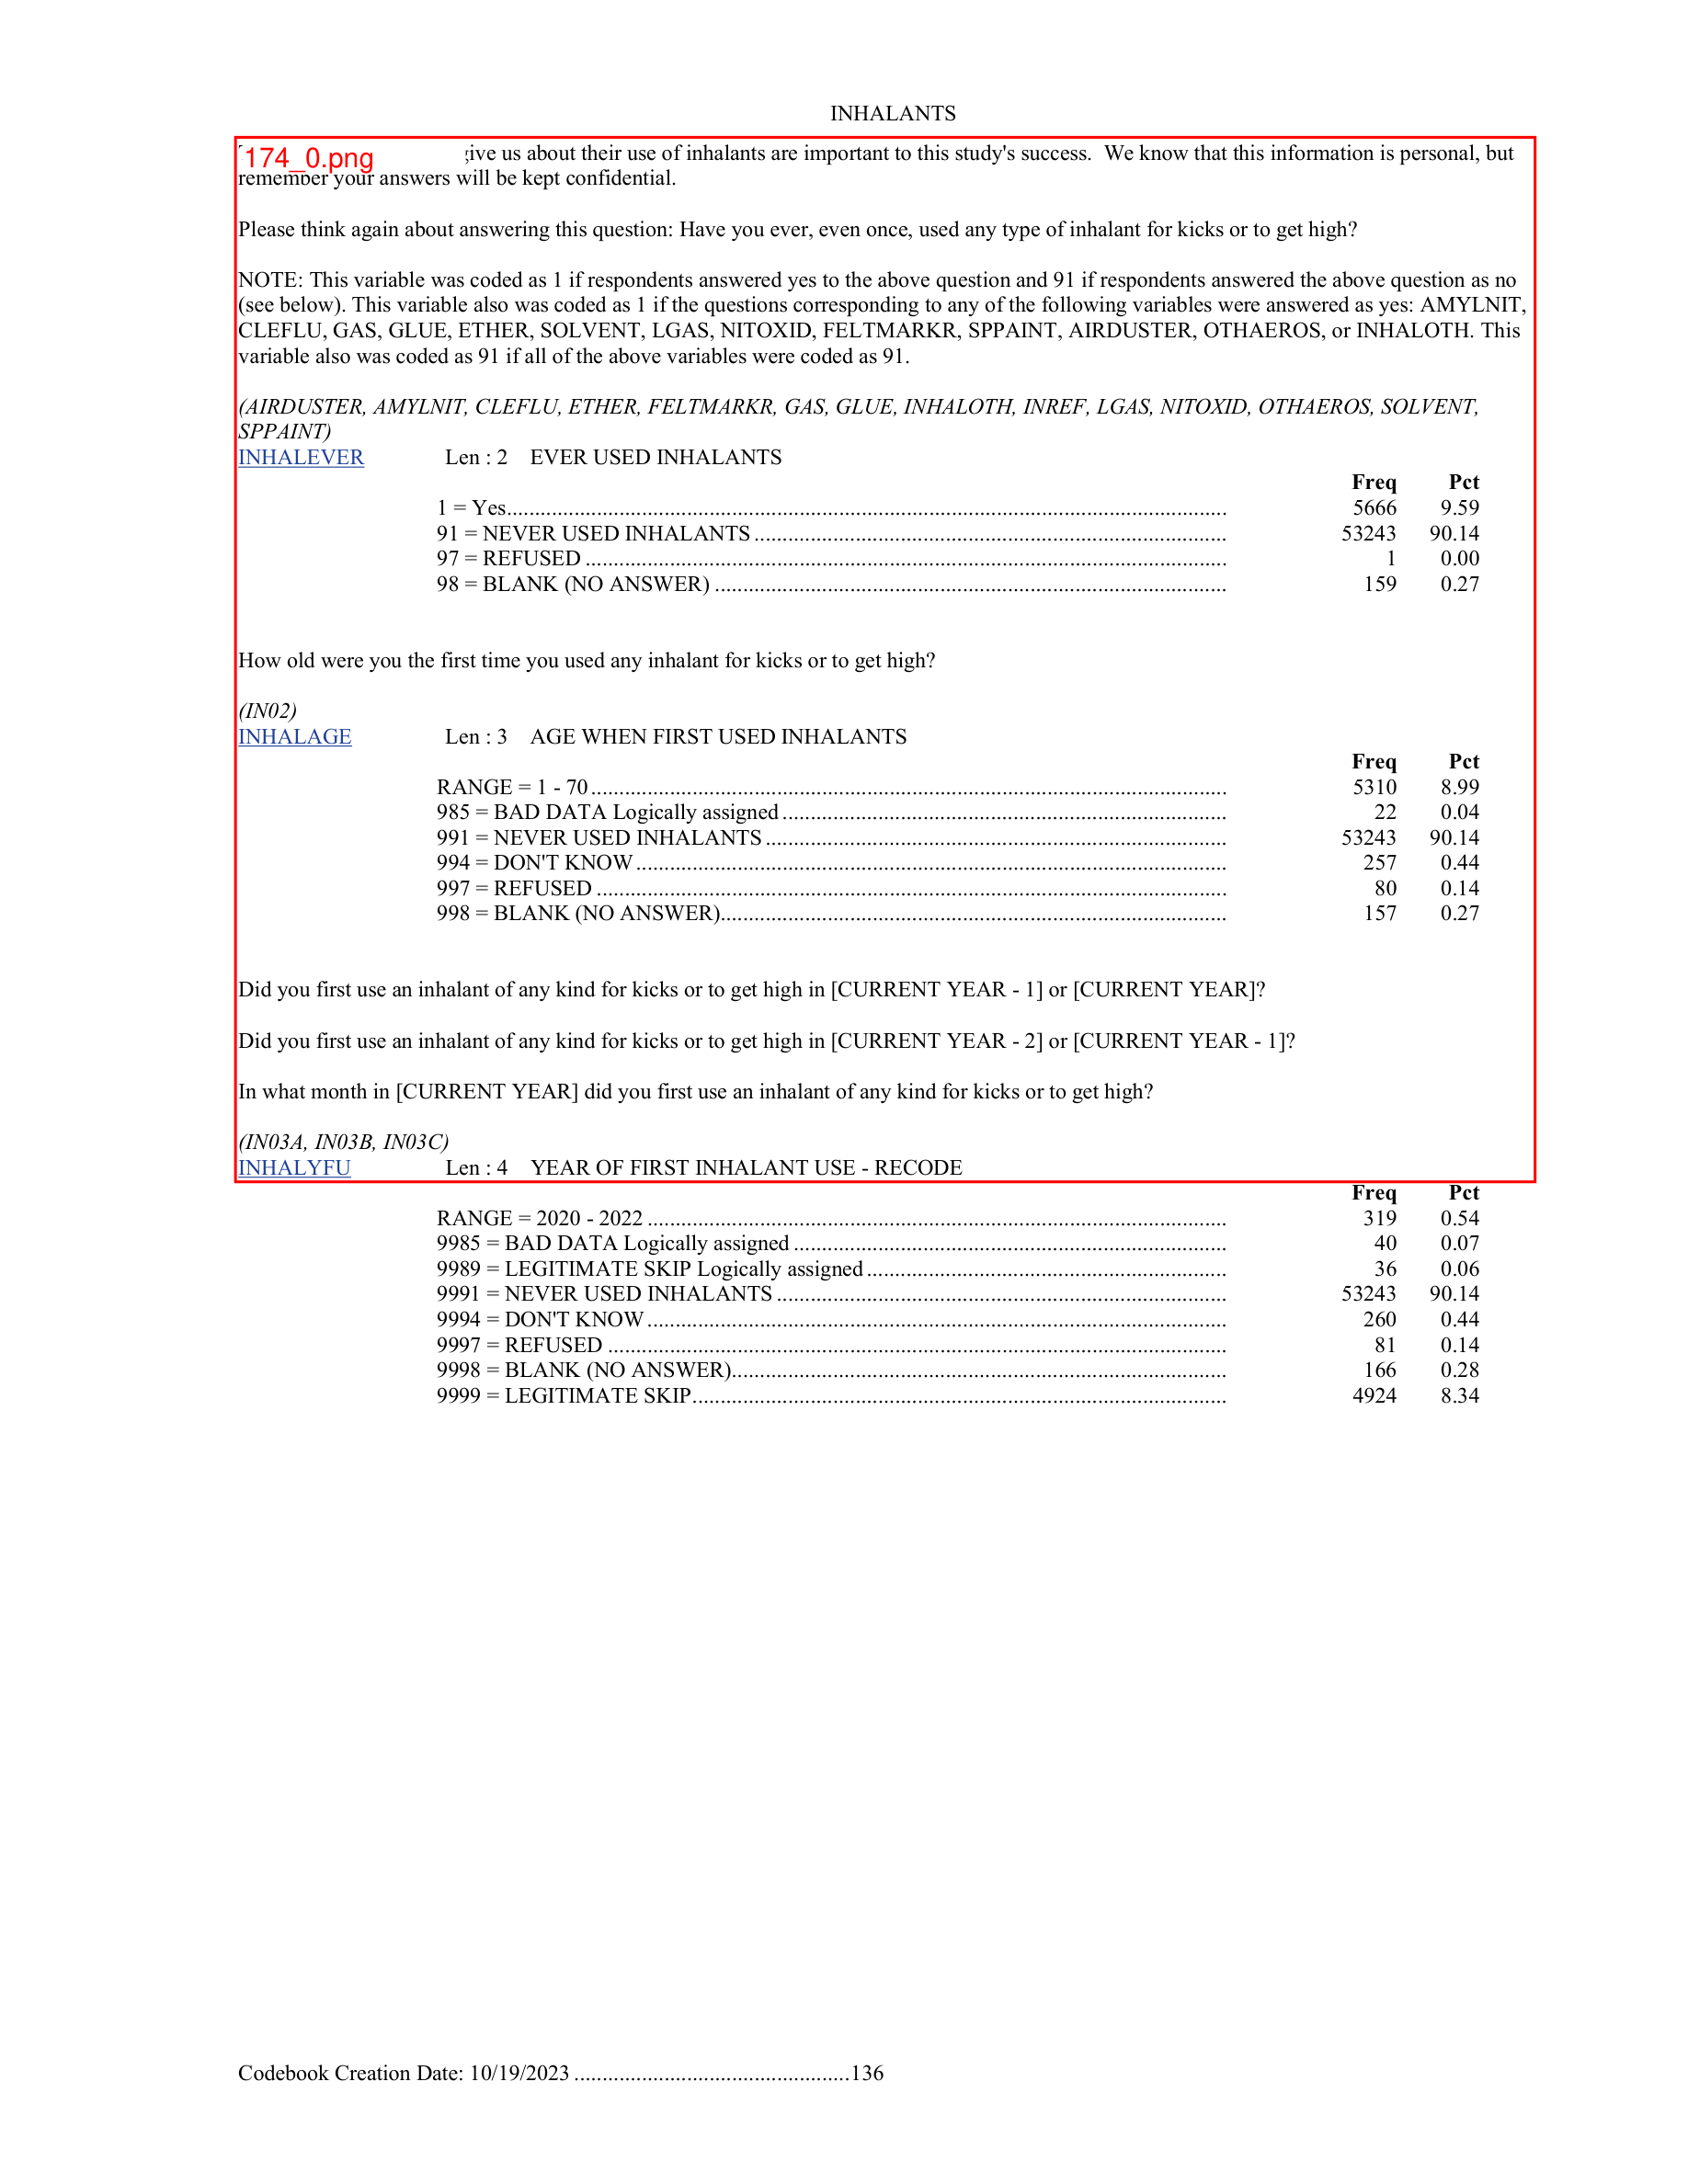 INHALANTS
174_0.png
us about their use of inhalants are important to this study's success.  We know that this information is personal, but
remember your answers will be kept confidential.
Please think again about answering this question: Have you ever, even once, used any type of inhalant for kicks or to get high?
NOTE: This variable was coded as 1 if respondents answered yes to the above question and 91 if respondents answered the above question as no
(see below). This variable also was coded as 1 if the questions corresponding to any of the following variables were answered as yes: AMYLNIT,
CLEFLU, GAS, GLUE, ETHER, SOLVENT, LGAS, NITOXID, FELTMARKR, SPPAINT, AIRDUSTER, OTHAEROS, or INHALOTH. This
variable also was coded as 91 if all of the above variables were coded as 91.
(AIRDUSTER, AMYLNIT, CLEFLU, ETHER, FELTMARKR, GAS, GLUE, INHALOTH, INREF, LGAS, NITOXID, OTHAEROS, SOLVENT,
SPPAINT)
INHALEVER Len : 2 EVER USED INHALANTS
Freq Pct
1 = Yes 5666 9.59
91 = NEVER USED INHALANTS 53243 90.14
97 = REFUSED 1 0.00
98 = BLANK (NO ANSWER) 159 0.27
How old were you the first time you used any inhalant for kicks or to get high?
(IN02)
INHALAGE Len : 3 AGE WHEN FIRST USED INHALANTS
Freq Pct
RANGE = 1 - 70 5310 8.99
985 = BAD DATA Logically assigned 22 0.04
991 = NEVER USED INHALANTS 53243 90.14
994 = DON'T KNOW 257 0.44
997 = REFUSED 80 0.14
998 = BLANK (NO ANSWER) 157 0.27
Did you first use an inhalant of any kind for kicks or to get high in [CURRENT YEAR - 1] or [CURRENT YEAR]?
Did you first use an inhalant of any kind for kicks or to get high in [CURRENT YEAR - 2] or [CURRENT YEAR - 1]?
In what month in [CURRENT YEAR] did you first use an inhalant of any kind for kicks or to get high?
(IN03A, IN03B, IN03C)
INHALYFU Len : 4 YEAR OF FIRST INHALANT USE - RECODE
Freq Pct
RANGE = 2020 - 2022 319 0.54
9985 = BAD DATA Logically assigned 40 0.07
9989 = LEGITIMATE SKIP Logically assigned 36 0.06
9991 = NEVER USED INHALANTS 53243 90.14
9994 = DON'T KNOW 260 0.44
9997 = REFUSED 81 0.14
9998 = BLANK (NO ANSWER) 166 0.28
9999 = LEGITIMATE SKIP 4924 8.34
Codebook Creation Date: 10/19/2023 136